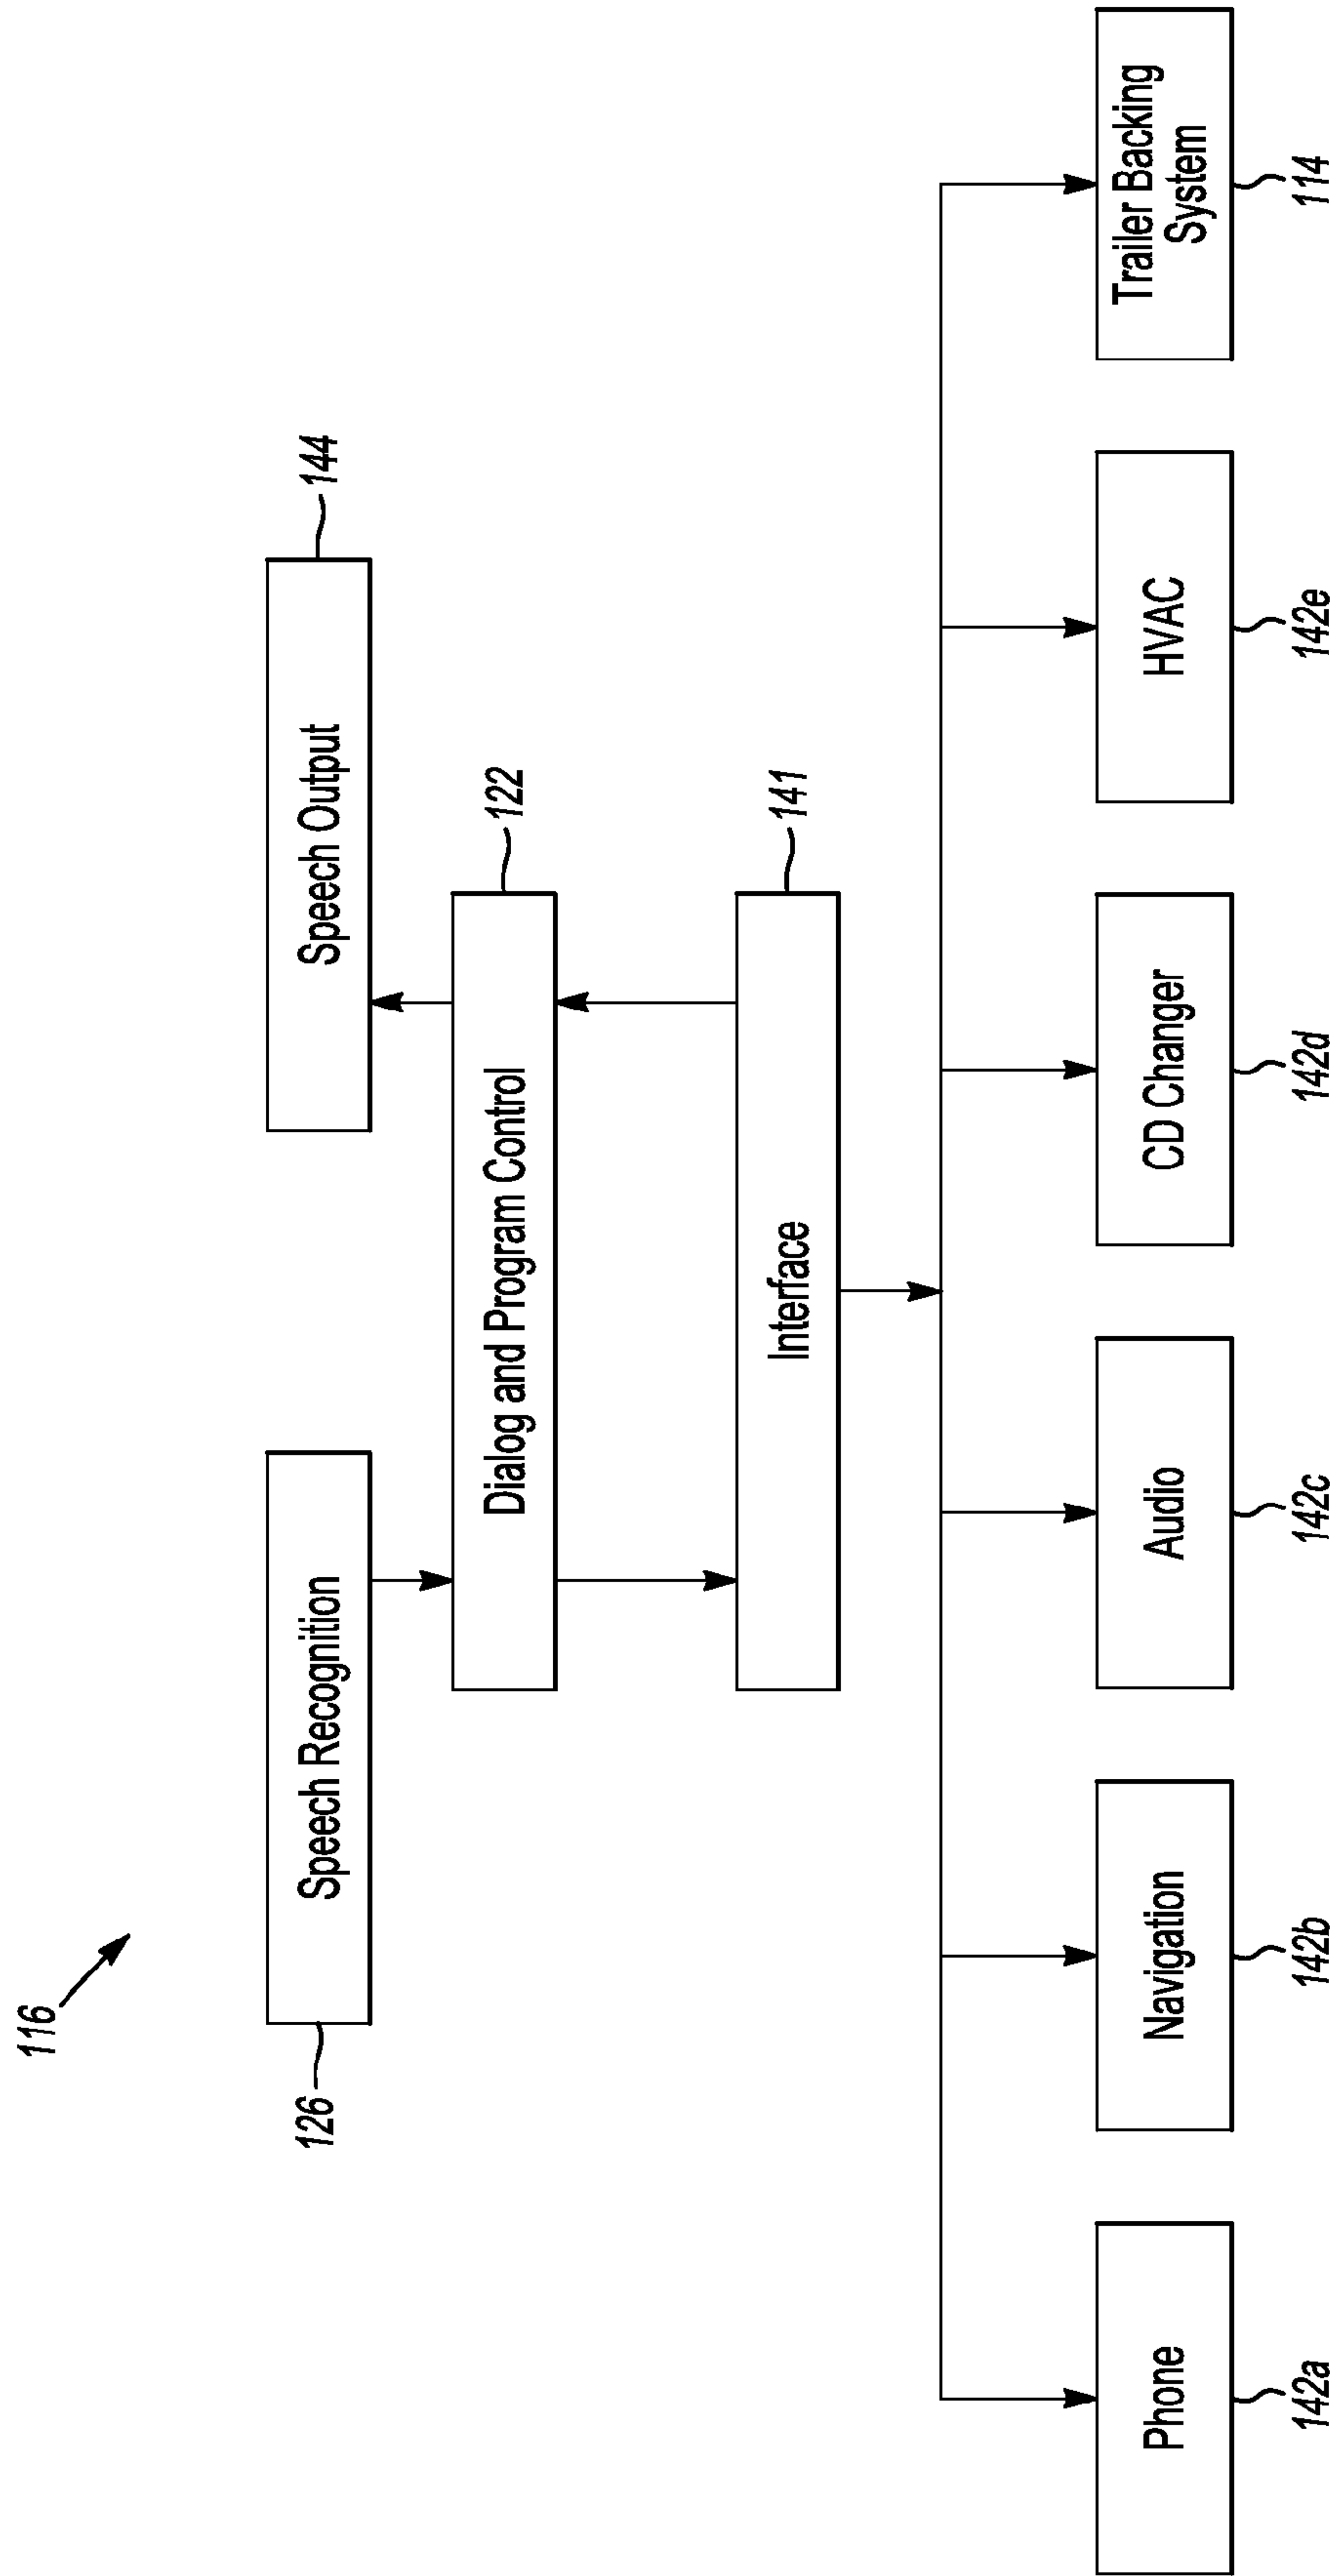 116
126
Speech Recognition
Speech Output
144
Dialog and Program Control
122
Interface
141
Phone
Navigation
Audio
CD Changer
HVAC
Trailer Backing
System
142a
142b
142c
142d
142e
114